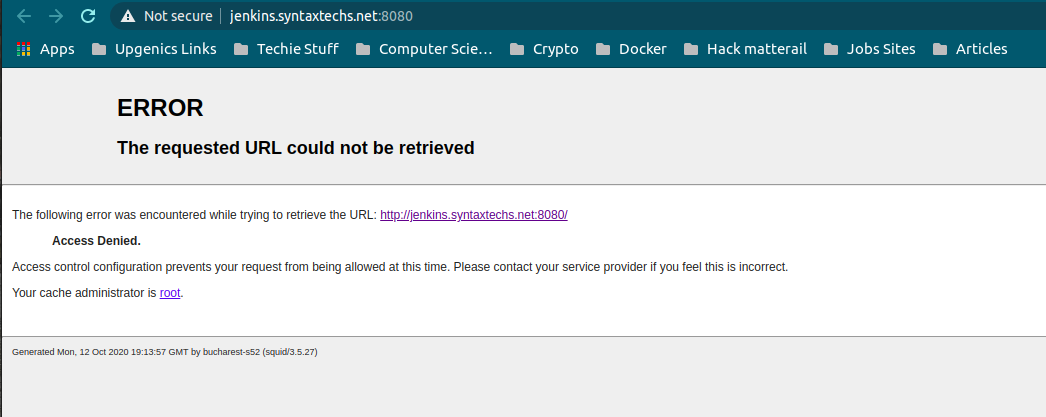 Not secure jenkins.syntaxtechs.net:8080
Apps Upgenics Links Techie Stuff Computer Scie... Crypto Docker Hack matterail Jobs Sites Articles
ERROR
The requested URL could not be retrieved
The following error was encountered while trying to retrieve the URL: http://jenkins.syntaxtechs.net:8080/
Access Denied.
Access control configuration prevents your request from being allowed at this time. Please contact your service provider if you feel this is incorrect.
Your cache administrator is root.
Generated Mon, 12 Oct 2020 19:13:57 GMT by bucharest-s52 (squid/3.5.27)